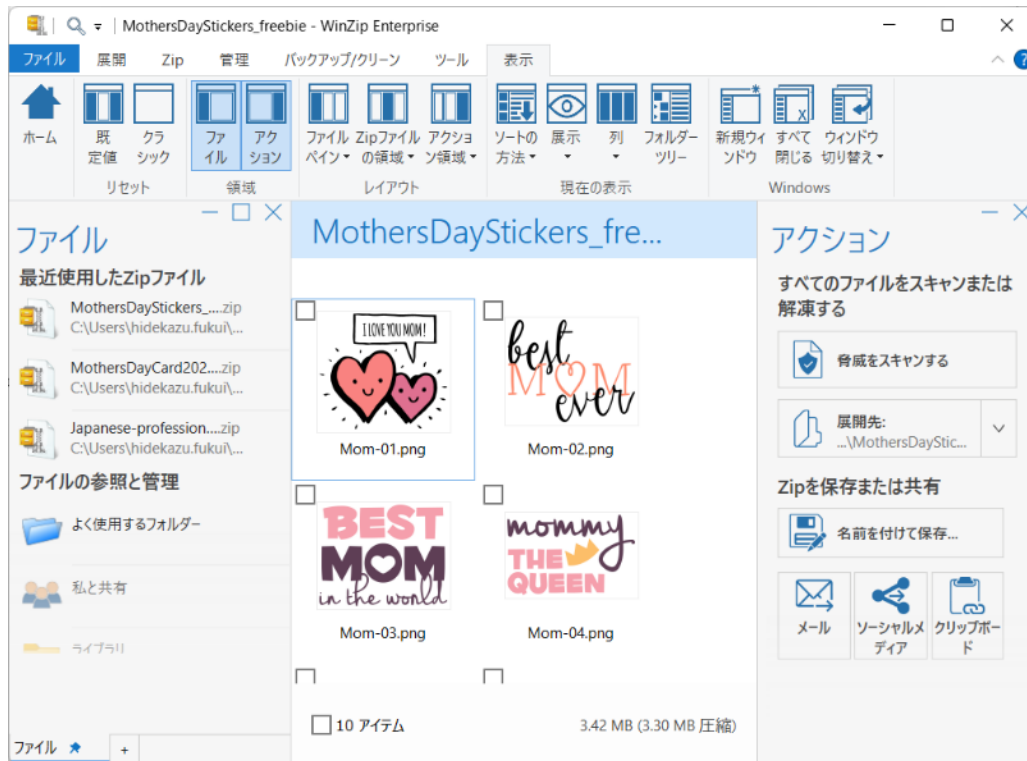 MothersDayStickers_freebie - WinZip Enterprise
ファイル 展開 Zip 管理 バックアップ/クリーン ツール 表示
ホーム
既定値
クラシック
リセット
ファイル
アクション
領域
ファイルペイン
Zipファイルの領域
アクション領域
レイアウト
ソートの方法
展示
列
フォルダーツリー
現在の表示
新規ウィンドウ
すべて閉じる
ウィンドウ切り替え
Windows
ファイル
最近使用したZipファイル
MothersDayStickers_....zip
C:\Users\hidekazu.fukui\...
MothersDayCard202....zip
C:\Users\hidekazu.fukui\...
Japanese-profession....zip
C:\Users\hidekazu.fukui\...
ファイルの参照と管理
よく使用するフォルダー
私と共有
ライブラリ
ファイル
+
MothersDayStickers_fre...
I LOVE YOU MOM!
Mom-01.png
best
MOM
ever
Mom-02.png
BEST
MOM
in the world
Mom-03.png
mommy
THE
QUEEN
Mom-04.png
10 アイテム
3.42 MB (3.30 MB 圧縮)
アクション
すべてのファイルをスキャンまたは
解凍する
脅威をスキャンする
展開先:
...\MothersDayStic...
Zipを保存または共有
名前を付けて保存...
メール
ソーシャルメ
ディア
クリップボー
ド